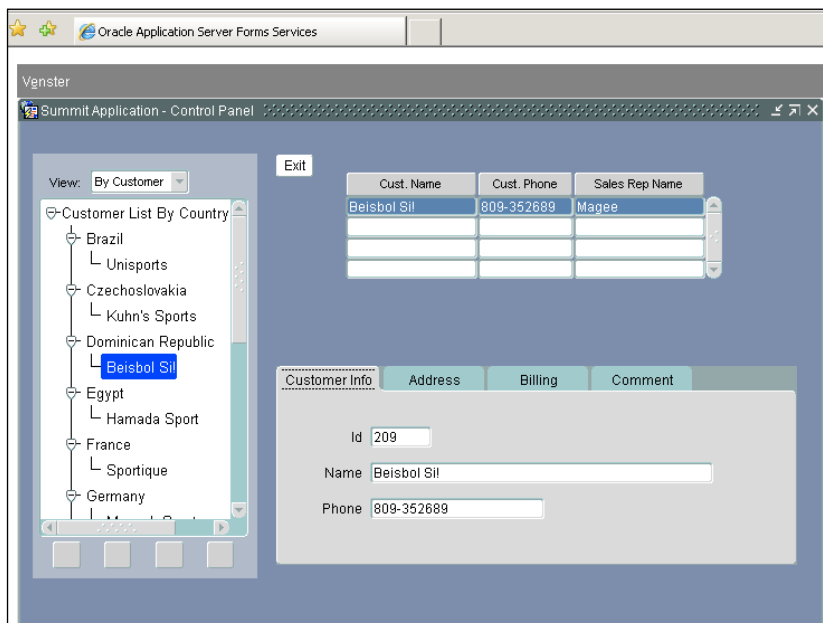 Oracle Application Server Forms Services
Venster
Summit Application - Control Panel
Exit
View: By Customer
Cust. Name Cust. Phone Sales Rep Name
Beisbol Si! 809-352689 Magee
Customer List By Country
Brazil
Unisports
Czechoslovakia
Kuhn's Sports
Dominican Republic
Beisbol Si!
Egypt
Hamada Sport
France
Sportique
Germany
Customer Info Address Billing Comment
Id 209
Name Beisbol Si!
Phone 809-352689